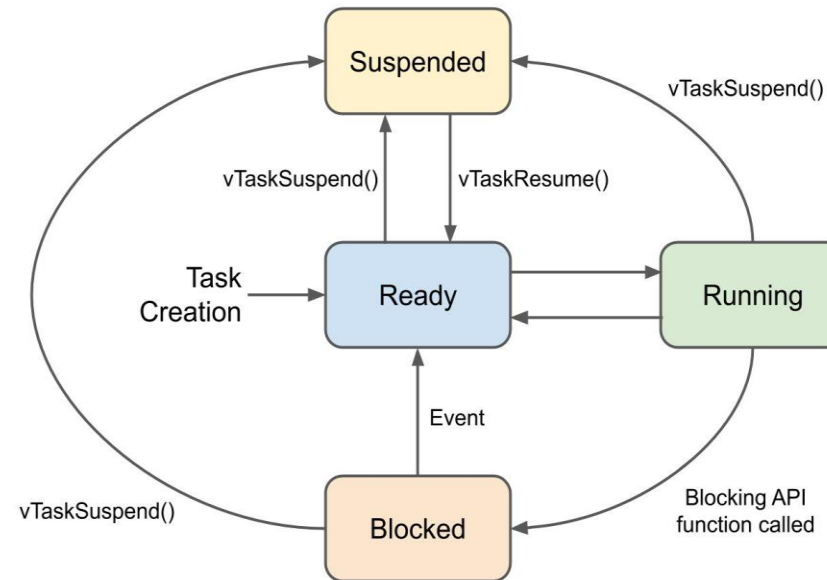 Suspended
vTaskSuspend()
vTaskSuspend()
vTaskResume()
Task
Creation
Ready
Running
Event
vTaskSuspend()
Blocked
Blocking API
function called